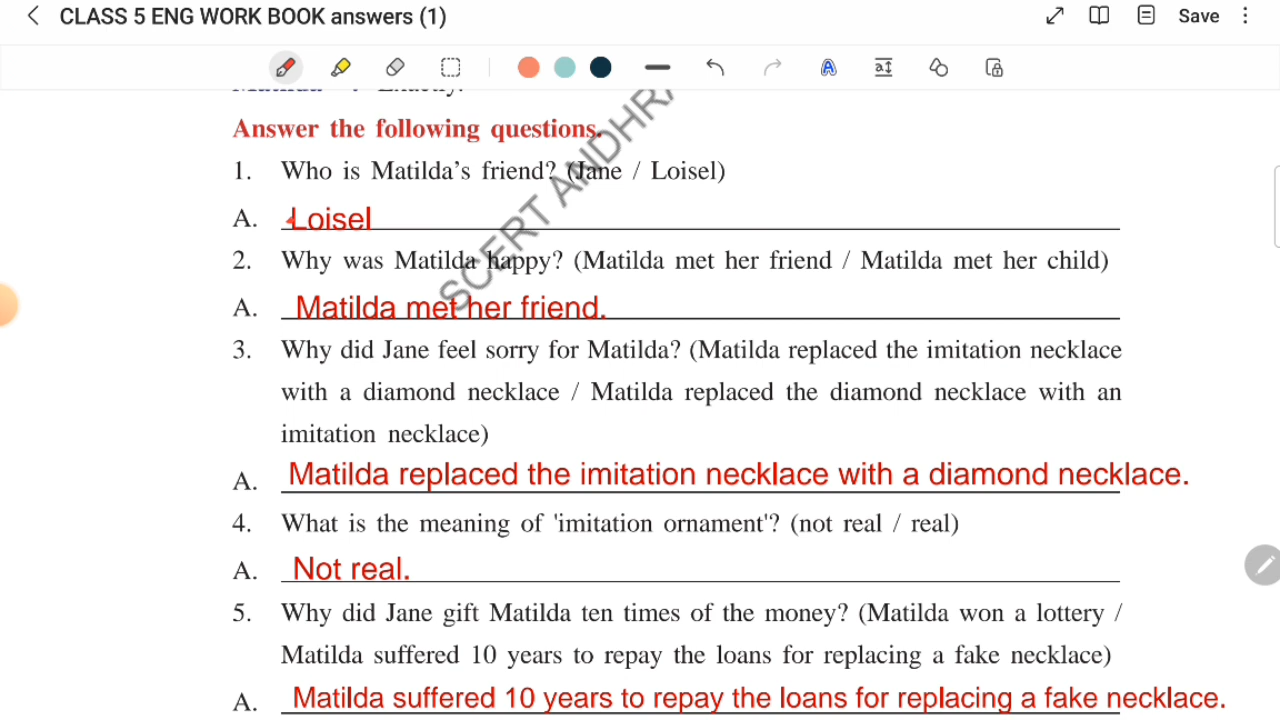 CLASS 5 ENG WORK BOOK answers (1)
Save
Answer the following questions.
SCERT ANDHRA
1. Who is Matilda's friend? (Jane / Loisel)
A. Loisel
2. Why was Matilda happy? (Matilda met her friend / Matilda met her child)
A. Matilda met her friend.
3. Why did Jane feel sorry for Matilda? (Matilda replaced the imitation necklace
with a diamond necklace / Matilda replaced the diamond necklace with an
imitation necklace)
A. Matilda replaced the imitation necklace with a diamond necklace.
4. What is the meaning of 'imitation ornament'? (not real / real)
A. Not real.
5. Why did Jane gift Matilda ten times of the money? (Matilda won a lottery /
Matilda suffered 10 years to repay the loans for replacing a fake necklace)
A. Matilda suffered 10 years to repay the loans for replacing a fake necklace.